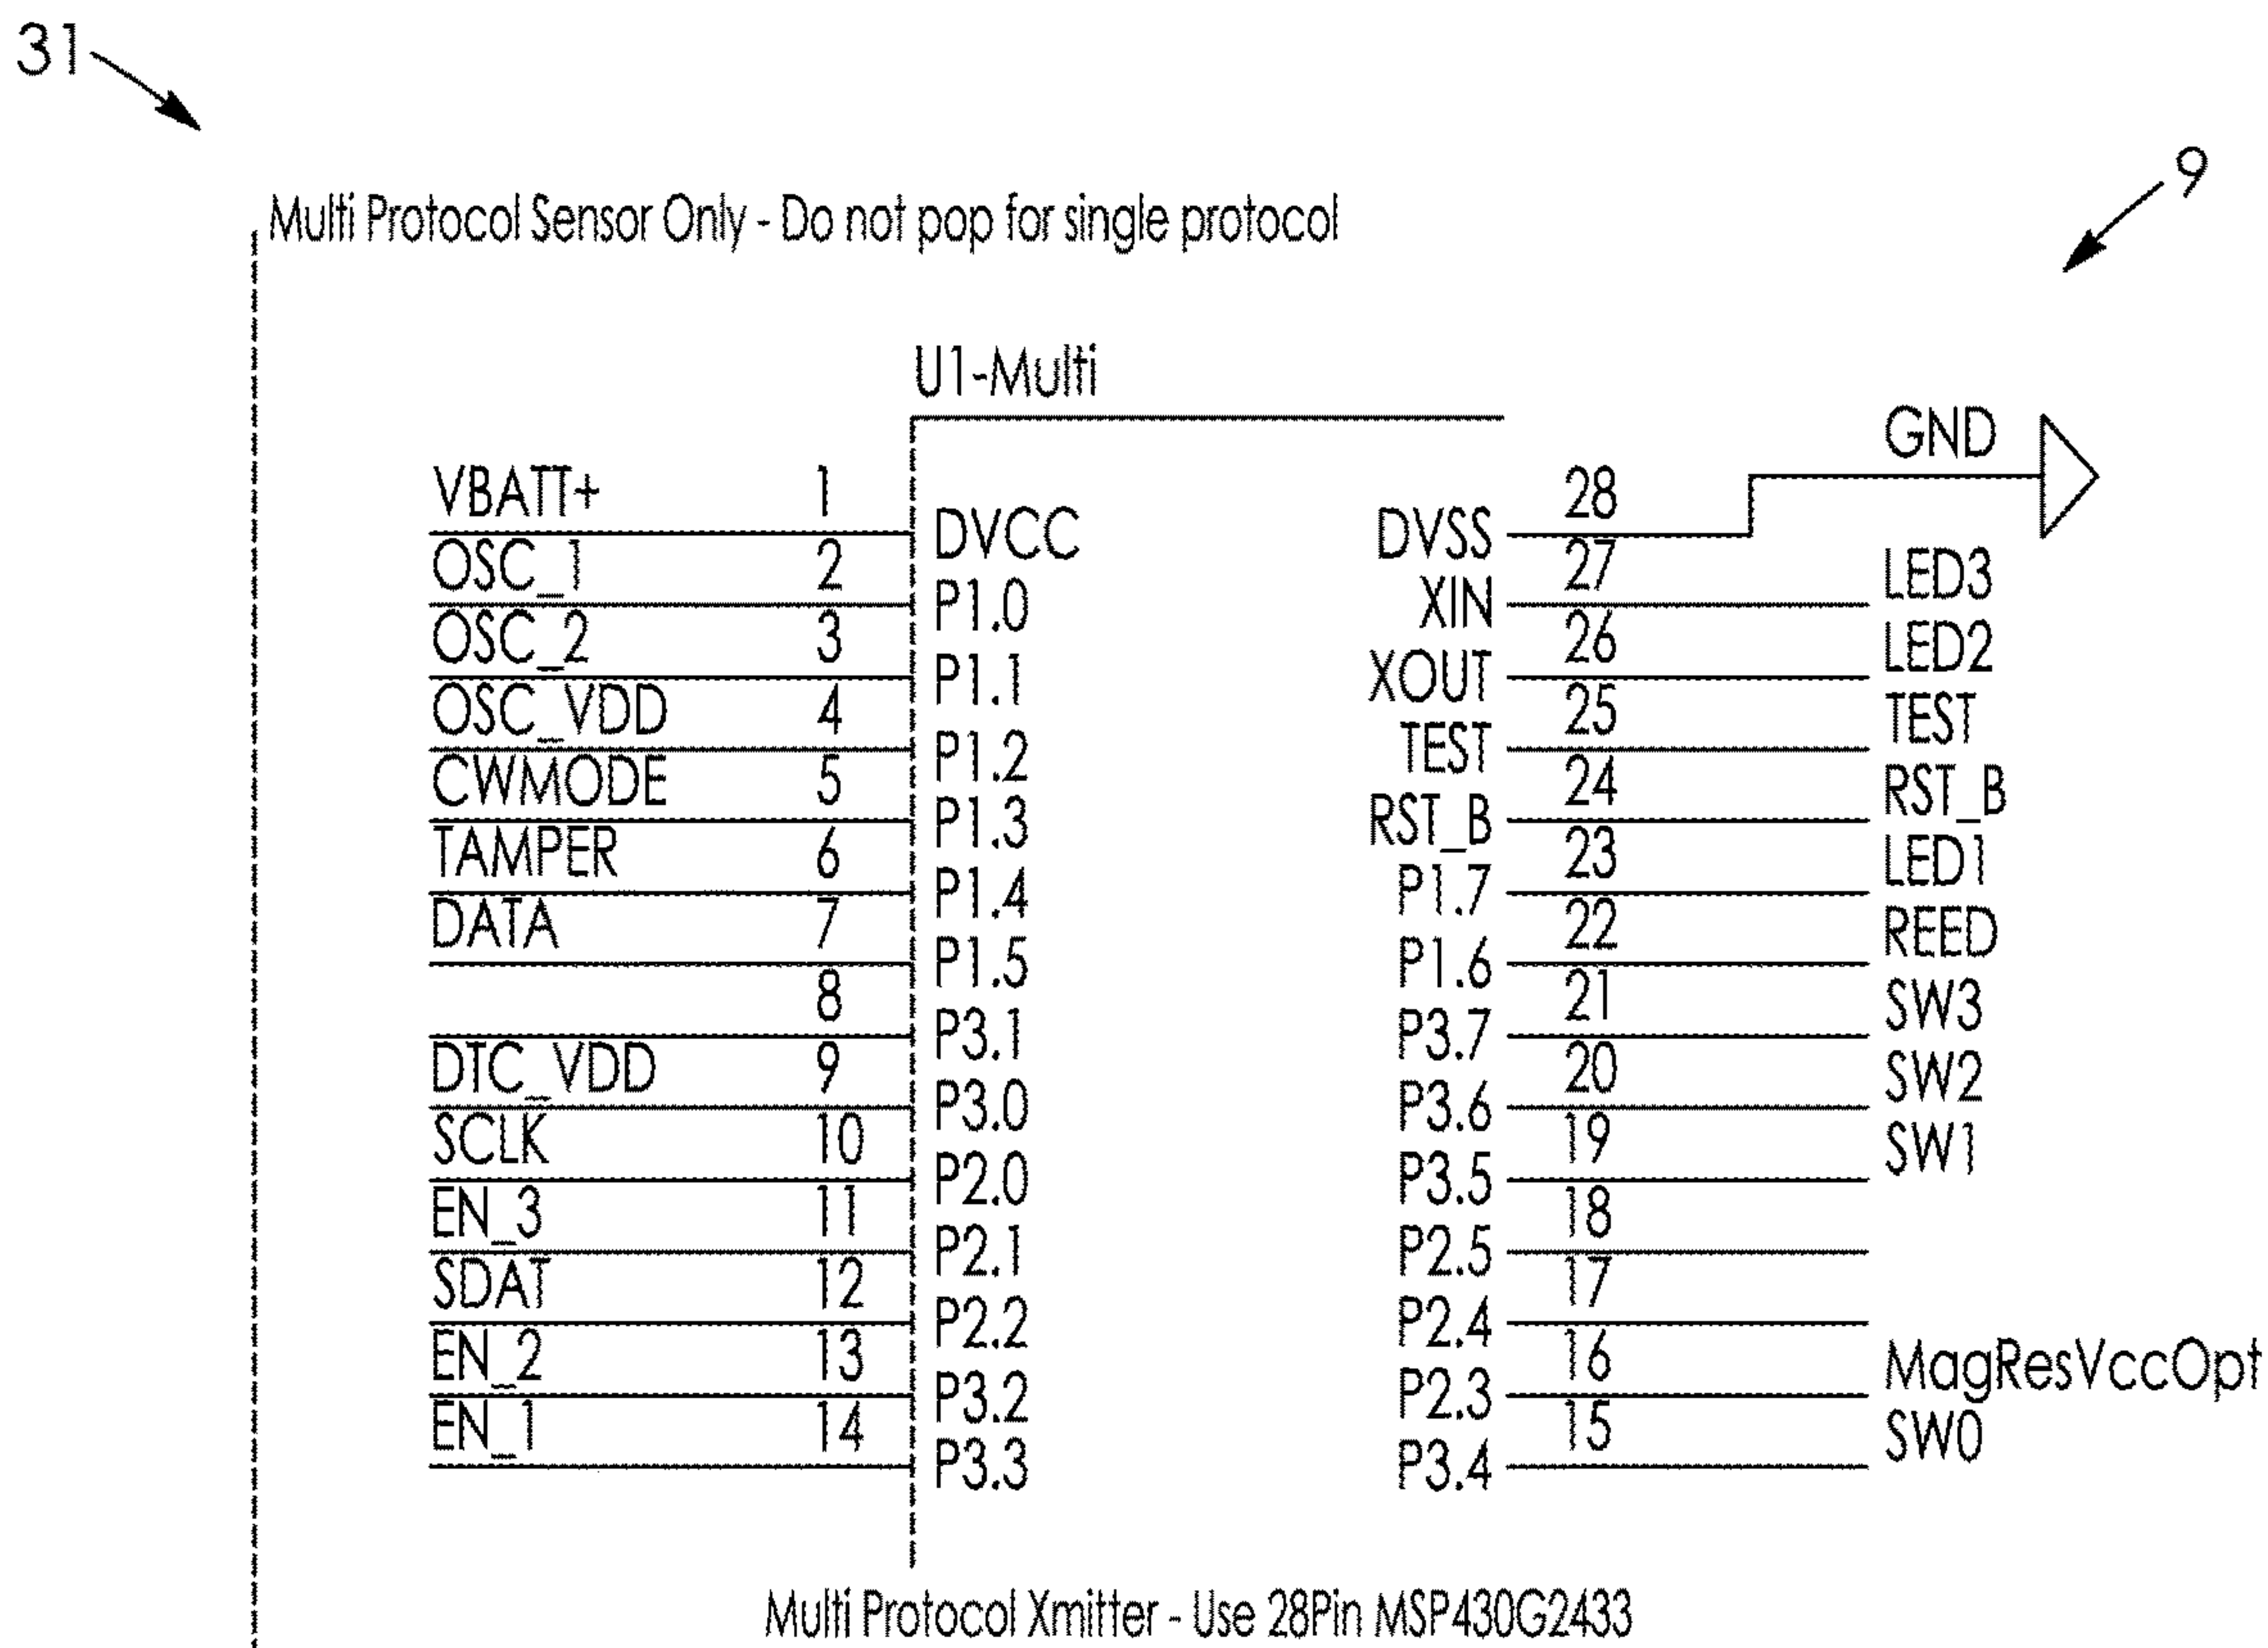 31
9
Multi Protocol Sensor Only - Do not pop for single protocol
U1-Multi
GND
VBATT+ 1 DVCC DVSS 28
OSC_1 2 P1.0 XIN 27 LED3
OSC_2 3 P1.1 XOUT 26 LED2
OSC_VDD 4 P1.2 TEST 25 TEST
CWMODE 5 P1.3 RST_B 24 RST_B
TAMPER 6 P1.4 P1.7 23 LED1
DATA 7 P1.5 P1.6 22 REED
8 P3.1 P3.7 21 SW3
DTC_VDD 9 P3.0 P3.6 20 SW2
SCLK 10 P2.0 P3.5 19 SW1
EN_3 11 P2.1 P2.5 18
SDAT 12 P2.2 P2.4 17
EN_2 13 P3.2 P2.3 16 MagResVccOpt
EN_1 14 P3.3 P3.4 15 SW0
Multi Protocol Xmitter - Use 28Pin MSP430G2433